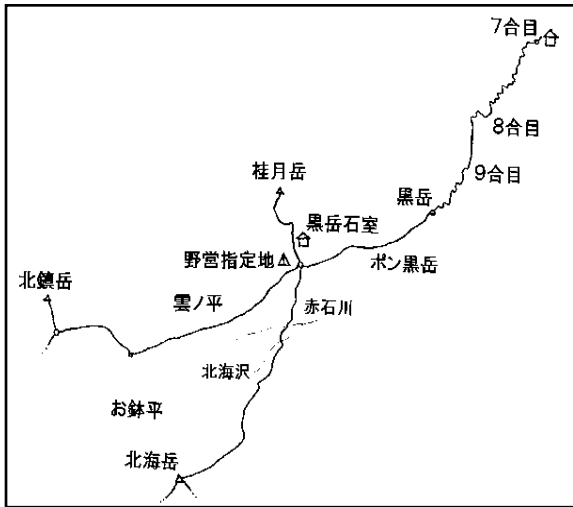 7合目
8合目
9合目
桂月岳
黒岳
黒岳石室
野営指定地
ポン黒岳
北鎮岳
雲ノ平
赤石川
北海沢
お鉢平
北海岳